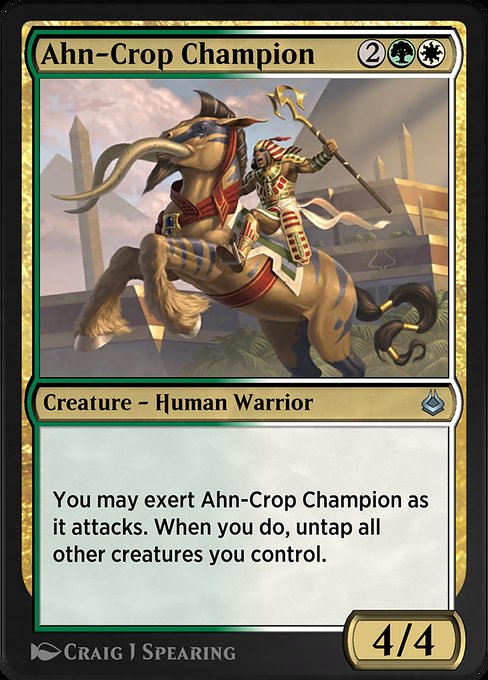 Ahn-Crop Champion 2
Creature – Human Warrior
You may exert Ahn-Crop Champion as
it attacks. When you do, untap all
other creatures you control.
4/4
Craig J Spearing